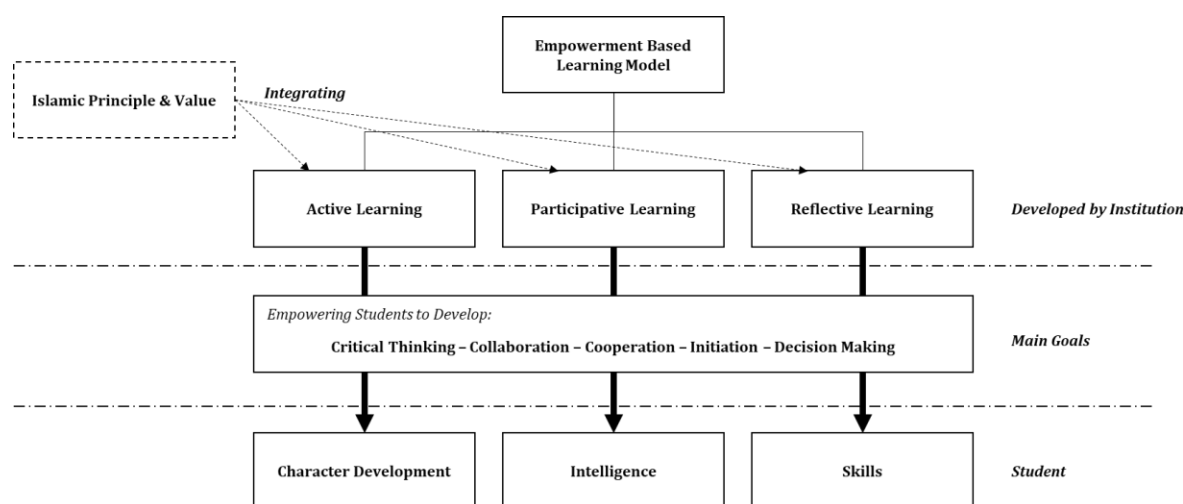 Empowerment Based
Learning Model
Islamic Principle & Value
Integrating
Active Learning
Participative Learning
Reflective Learning
Developed by Institution
Empowering Students to Develop:
Critical Thinking – Collaboration – Cooperation – Initiation – Decision Making
Main Goals
Character Development
Intelligence
Skills
Student